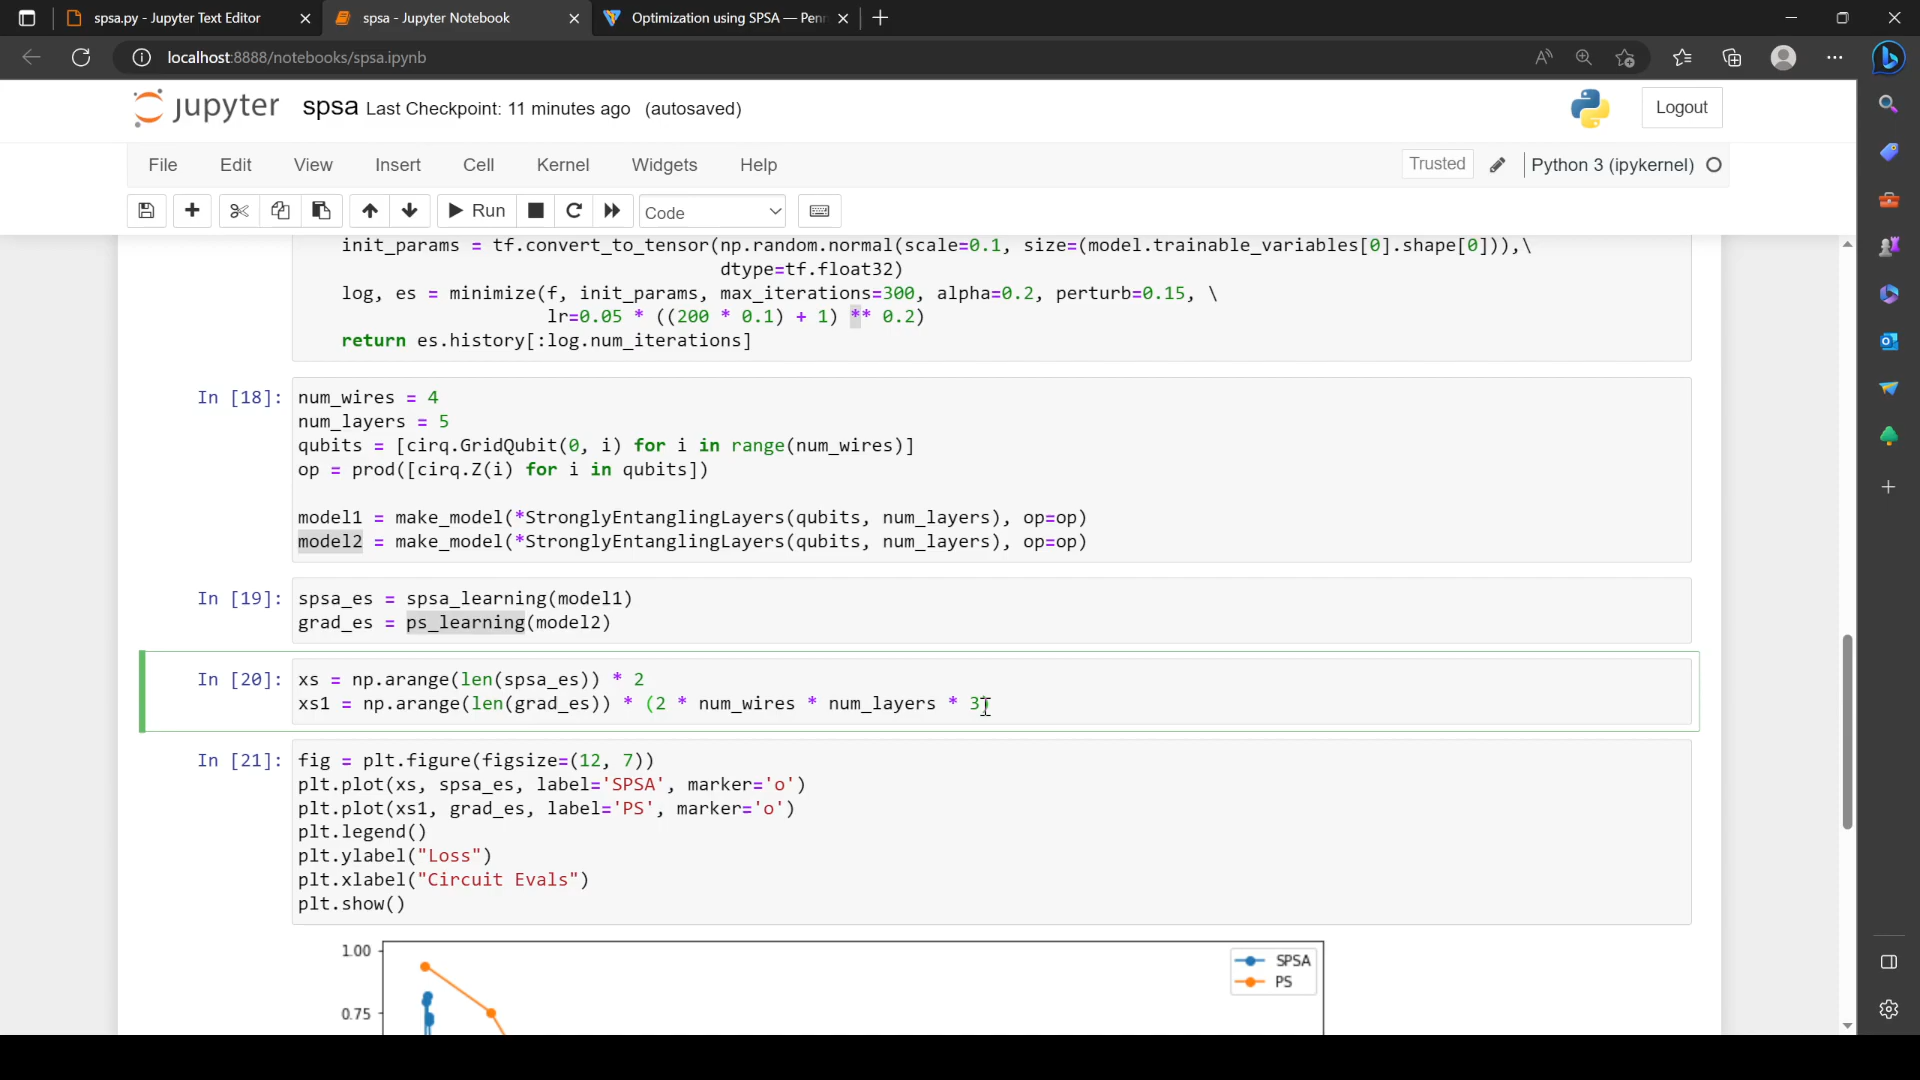 spsa.py - Jupyter Text Editor
spsa - Jupyter Notebook
Optimization using SPSA — Penn
localhost:8888/notebooks/spsa.ipynb
jupyter spsa Last Checkpoint: 11 minutes ago (autosaved)
Logout
File Edit View Insert Cell Kernel Widgets Help
Trusted Python 3 (ipykernel)
Run Code
init_params = tf.convert_to_tensor(np.random.normal(scale=0.1, size=(model.trainable_variables[0].shape[0])),\
dtype=tf.float32)
log, es = minimize(f, init_params, max_iterations=300, alpha=0.2, perturb=0.15, \
lr=0.05 * ((200 * 0.1) + 1) ** 0.2)
return es.history[:log.num_iterations]
In [18]: num_wires = 4
num_layers = 5
qubits = [cirq.GridQubit(0, i) for i in range(num_wires)]
op = prod([cirq.Z(i) for i in qubits])
model1 = make_model(*StronglyEntanglingLayers(qubits, num_layers), op=op)
model2 = make_model(*StronglyEntanglingLayers(qubits, num_layers), op=op)
In [19]: spsa_es = spsa_learning(model1)
grad_es = ps_learning(model2)
In [20]: xs = np.arange(len(spsa_es)) * 2
xs1 = np.arange(len(grad_es)) * (2 * num_wires * num_layers * 3)
In [21]: fig = plt.figure(figsize=(12, 7))
plt.plot(xs, spsa_es, label='SPSA', marker='o')
plt.plot(xs1, grad_es, label='PS', marker='o')
plt.legend()
plt.ylabel("Loss")
plt.xlabel("Circuit Evals")
plt.show()
1.00
SPSA
PS
0.75